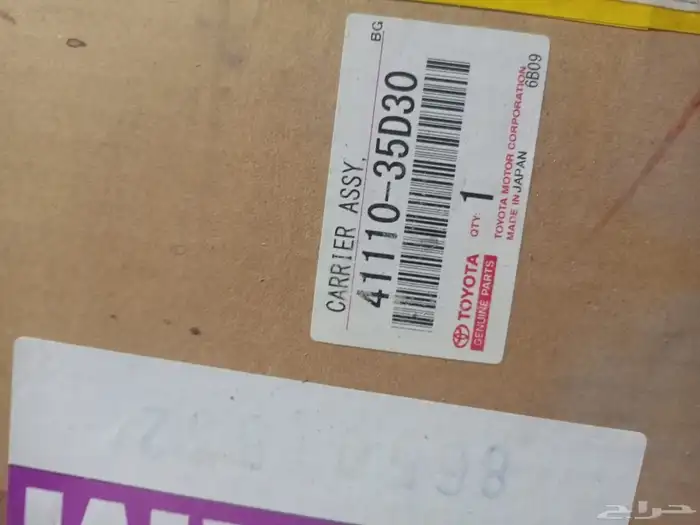 BG
CARRIER ASSY,
41110-35D30
TOYOTA
GENUINE PARTS
QTY: 1
TOYOTA MOTOR CORPORATION
MADE IN JAPAN
6B09
حراج